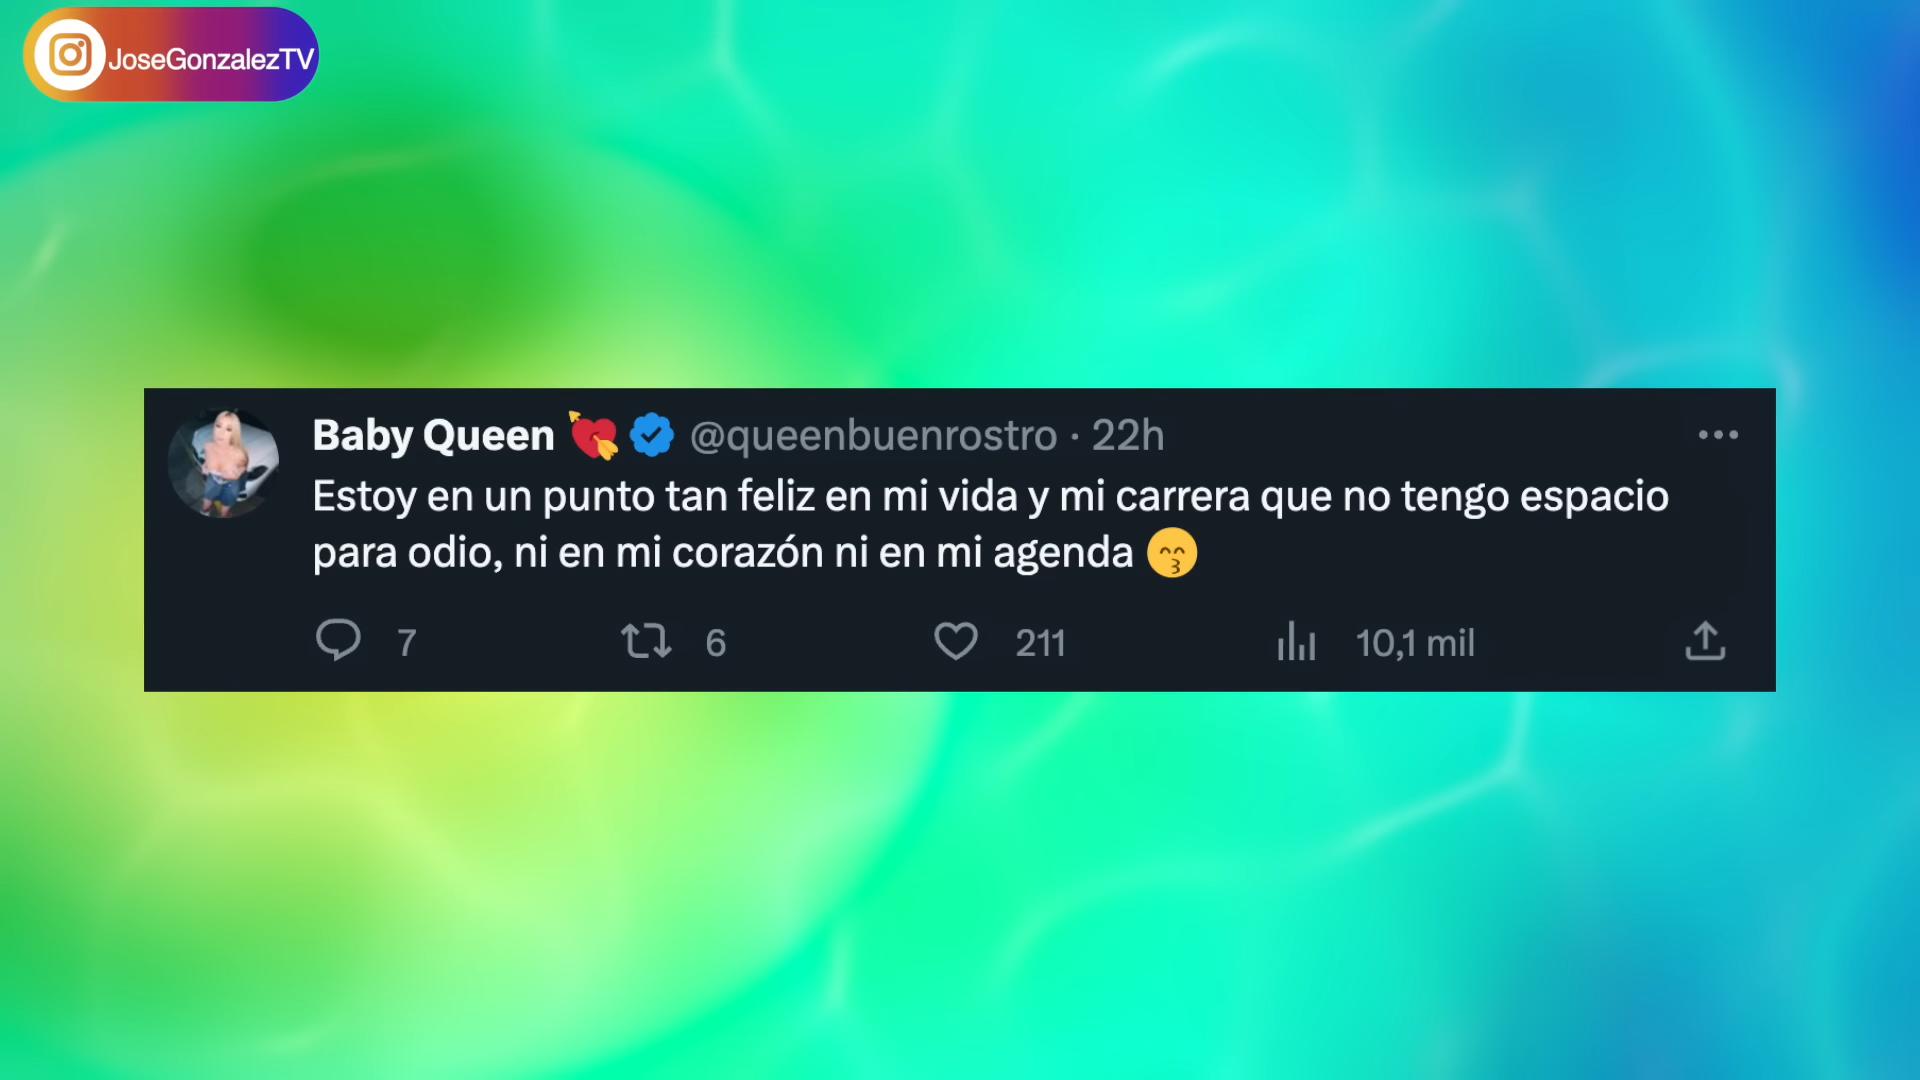 JoseGonzalezTV
Baby Queen 💘 @queenbuenrostro · 22h
Estoy en un punto tan feliz en mi vida y mi carrera que no tengo espacio
para odio, ni en mi corazón ni en mi agenda 😙
7 6 211 10,1 mil